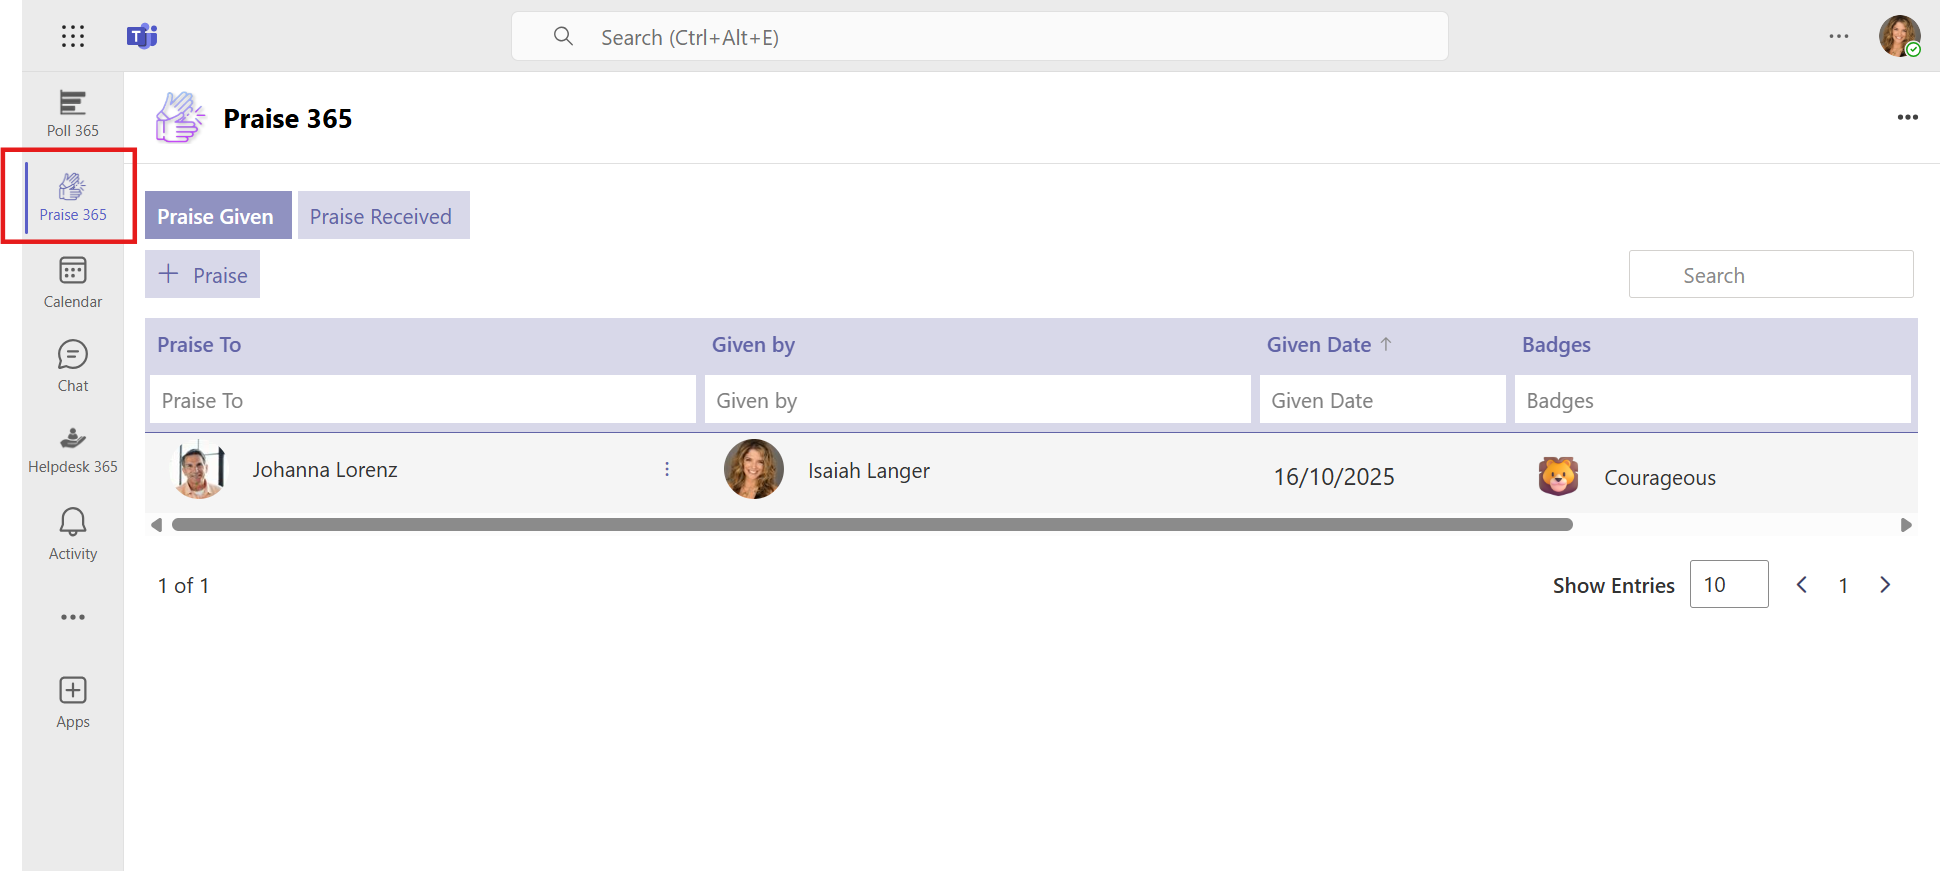 Search (Ctrl+Alt+E)
Poll 365
Praise 365
Praise 365
Calendar
Chat
Helpdesk 365
Activity
Apps
Praise Given
Praise Received
Praise
Search
Praise To
Given by
Given Date
Badges
Praise To
Given by
Given Date
Badges
Johanna Lorenz
Isaiah Langer
16/10/2025
Courageous
1 of 1
Show Entries
10
1